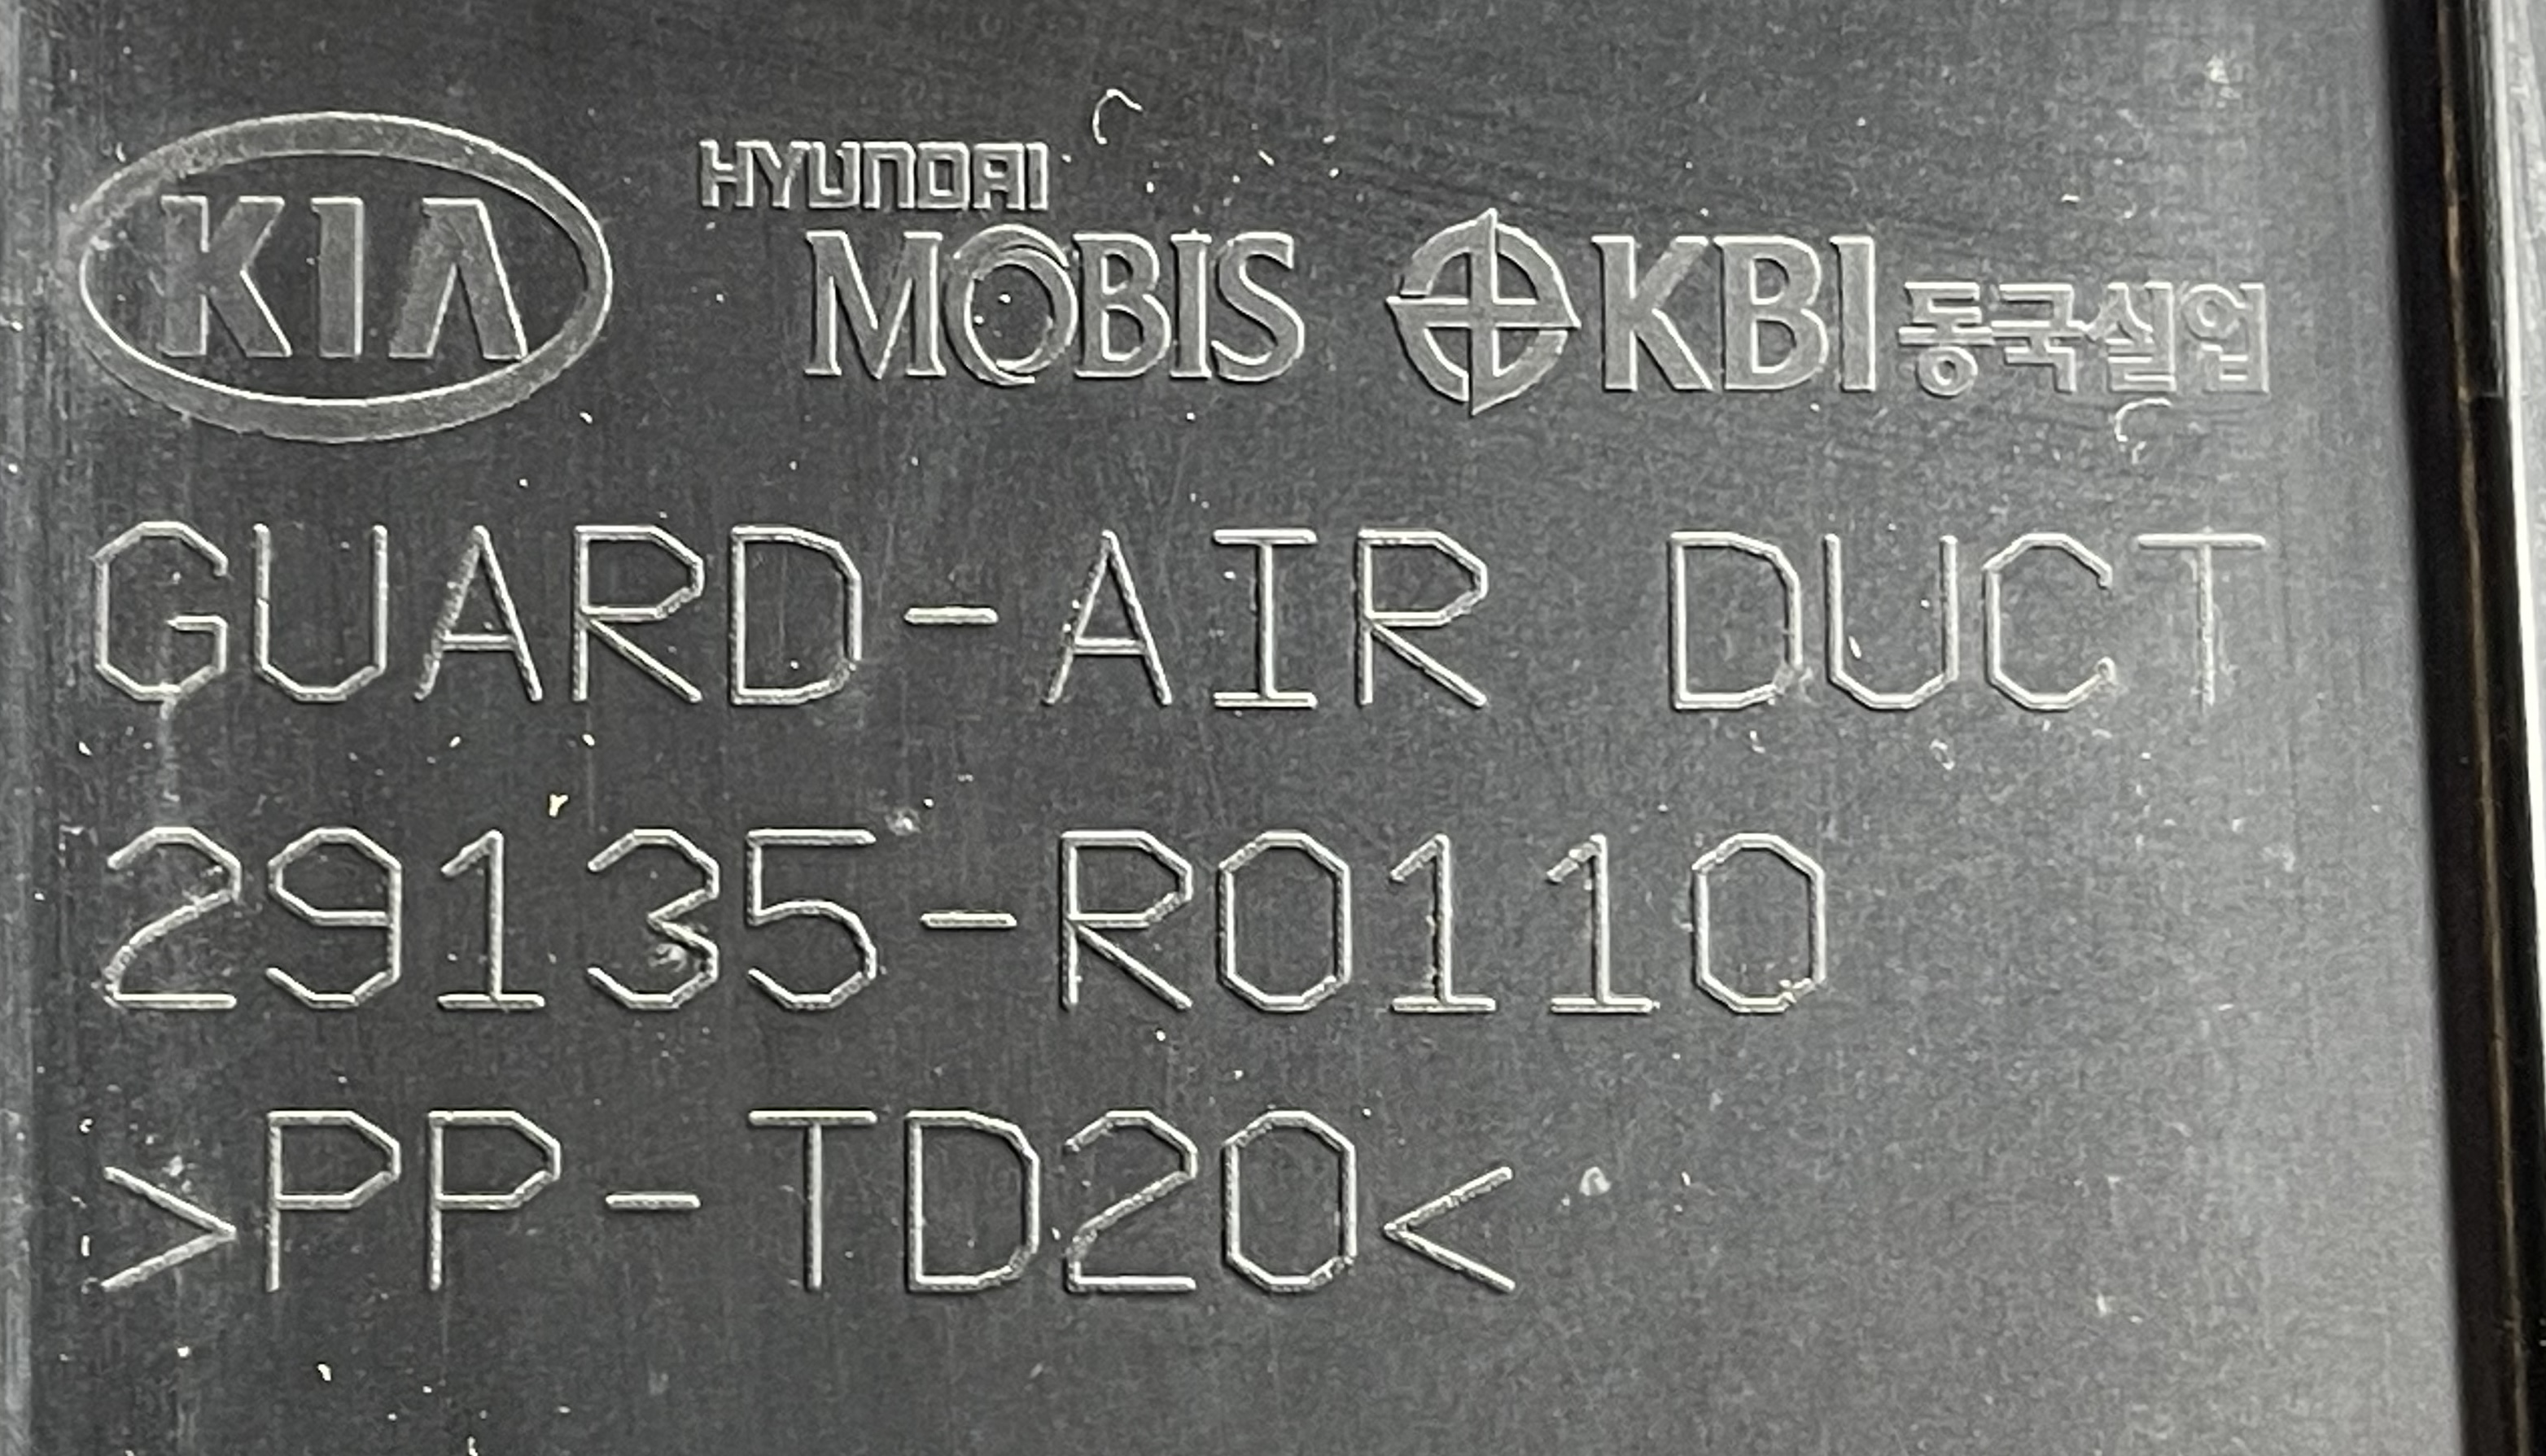 KIA HYUNDAI MOBIS KBI 동국실업
GUARD-AIR DUCT
29135-R0110
>PP-TD20<